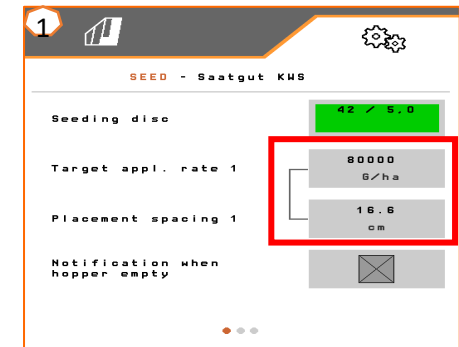 1
SEED - Saatgut KWS
Seeding disc
42 / 5,0
Target appl. rate 1
80000
G/ha
Placement spacing 1
16.6
cm
Notification when
hopper empty